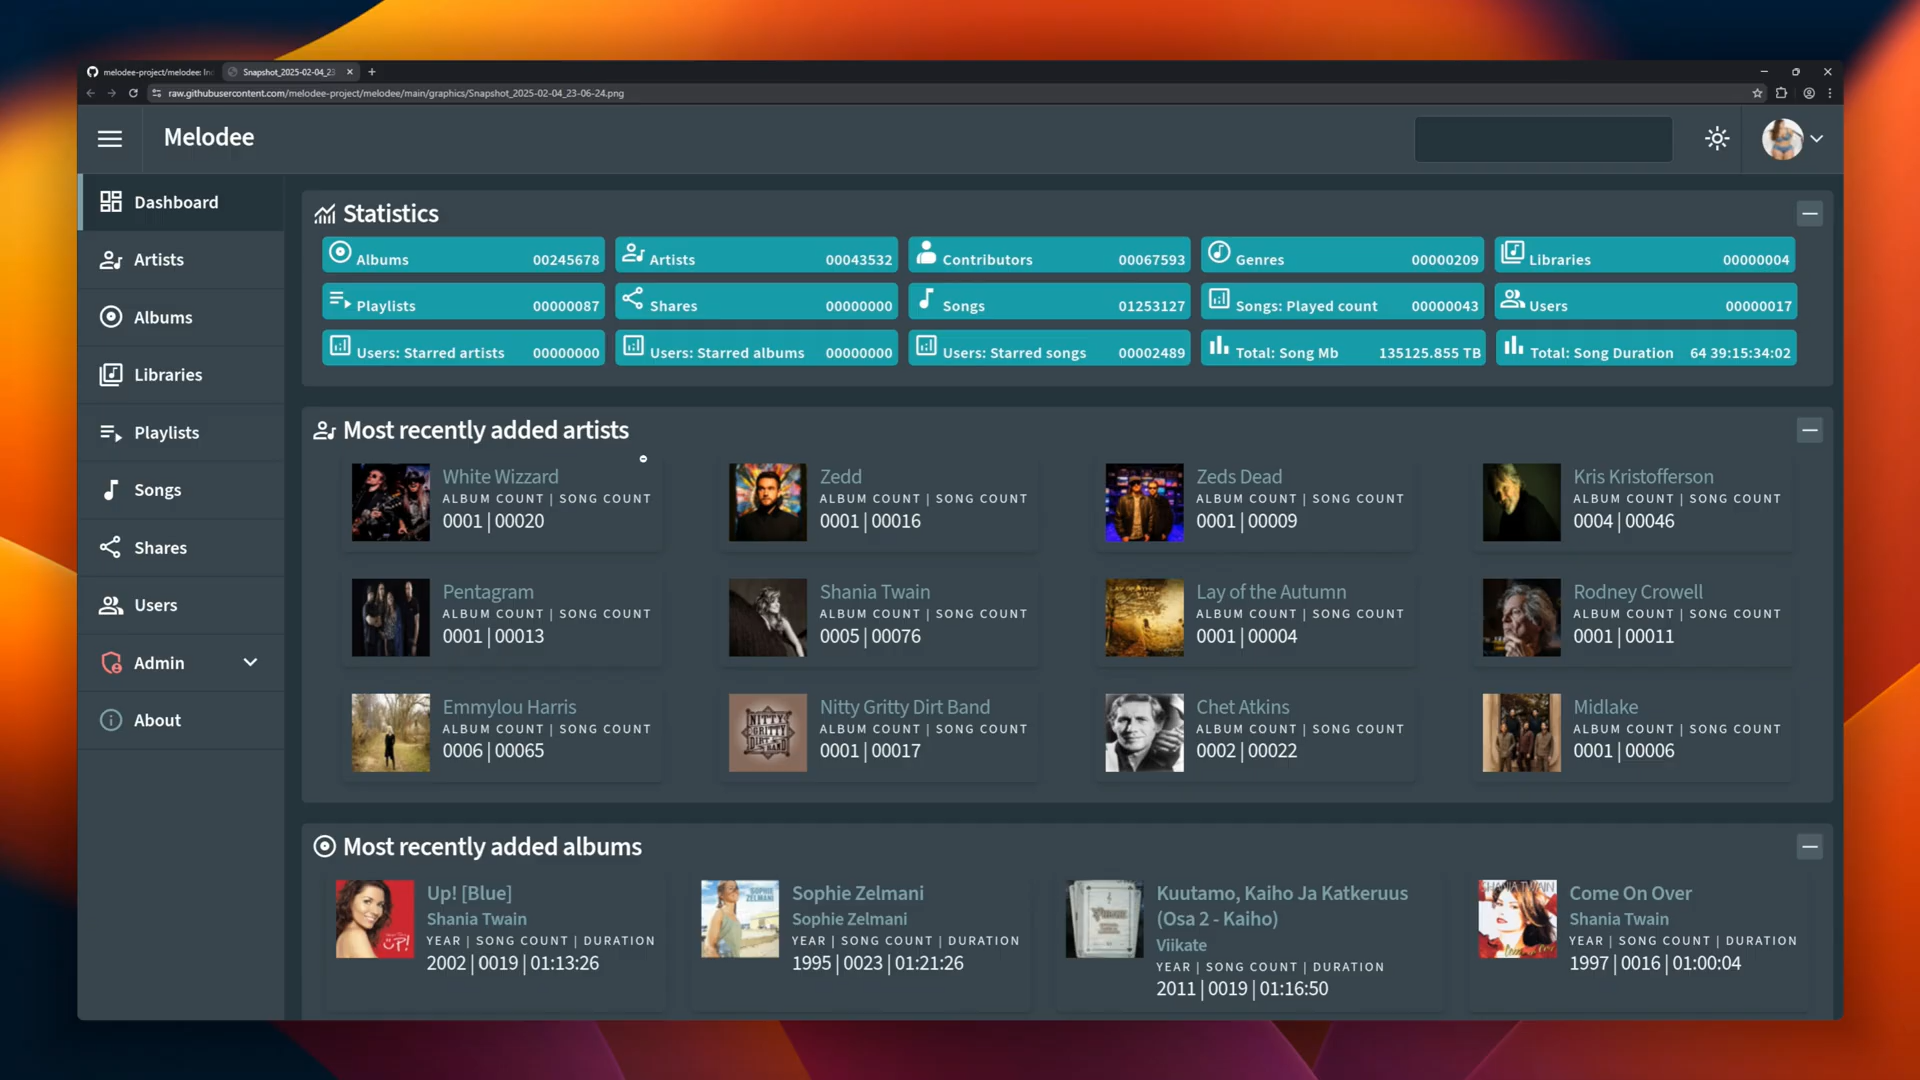 melodee-project/melodee: In
Snapshot_2025-02-04_23
raw.githubusercontent.com/melodee-project/melodee/main/graphics/Snapshot_2025-02-04_23-06-24.png
Melodee
Dashboard
Artists
Albums
Libraries
Playlists
Songs
Shares
Users
Admin
About
Statistics
Albums 00245678
Artists 00043532
Contributors 00067593
Genres 00000209
Libraries 00000004
Playlists 00000087
Shares 00000000
Songs 01253127
Songs: Played count 00000043
Users 00000017
Users: Starred artists 00000000
Users: Starred albums 00000000
Users: Starred songs 00002489
Total: Song Mb 135125.855 TB
Total: Song Duration 64 39:15:34:02
Most recently added artists
White Wizzard
ALBUM COUNT | SONG COUNT
0001 | 00020
Zedd
ALBUM COUNT | SONG COUNT
0001 | 00016
Zeds Dead
ALBUM COUNT | SONG COUNT
0001 | 00009
Kris Kristofferson
ALBUM COUNT | SONG COUNT
0004 | 00046
Pentagram
ALBUM COUNT | SONG COUNT
0001 | 00013
Shania Twain
ALBUM COUNT | SONG COUNT
0005 | 00076
Lay of the Autumn
ALBUM COUNT | SONG COUNT
0001 | 00004
Rodney Crowell
ALBUM COUNT | SONG COUNT
0001 | 00011
Emmylou Harris
ALBUM COUNT | SONG COUNT
0006 | 00065
Nitty Gritty Dirt Band
ALBUM COUNT | SONG COUNT
0001 | 00017
Chet Atkins
ALBUM COUNT | SONG COUNT
0002 | 00022
Midlake
ALBUM COUNT | SONG COUNT
0001 | 00006
Most recently added albums
Up! [Blue]
Shania Twain
YEAR | SONG COUNT | DURATION
2002 | 0019 | 01:13:26
Sophie Zelmani
Sophie Zelmani
YEAR | SONG COUNT | DURATION
1995 | 0023 | 01:21:26
Kuutamo, Kaiho Ja Katkeruus
(Osa 2 - Kaiho)
Viikate
YEAR | SONG COUNT | DURATION
2011 | 0019 | 01:16:50
Come On Over
Shania Twain
YEAR | SONG COUNT | DURATION
1997 | 0016 | 01:00:04